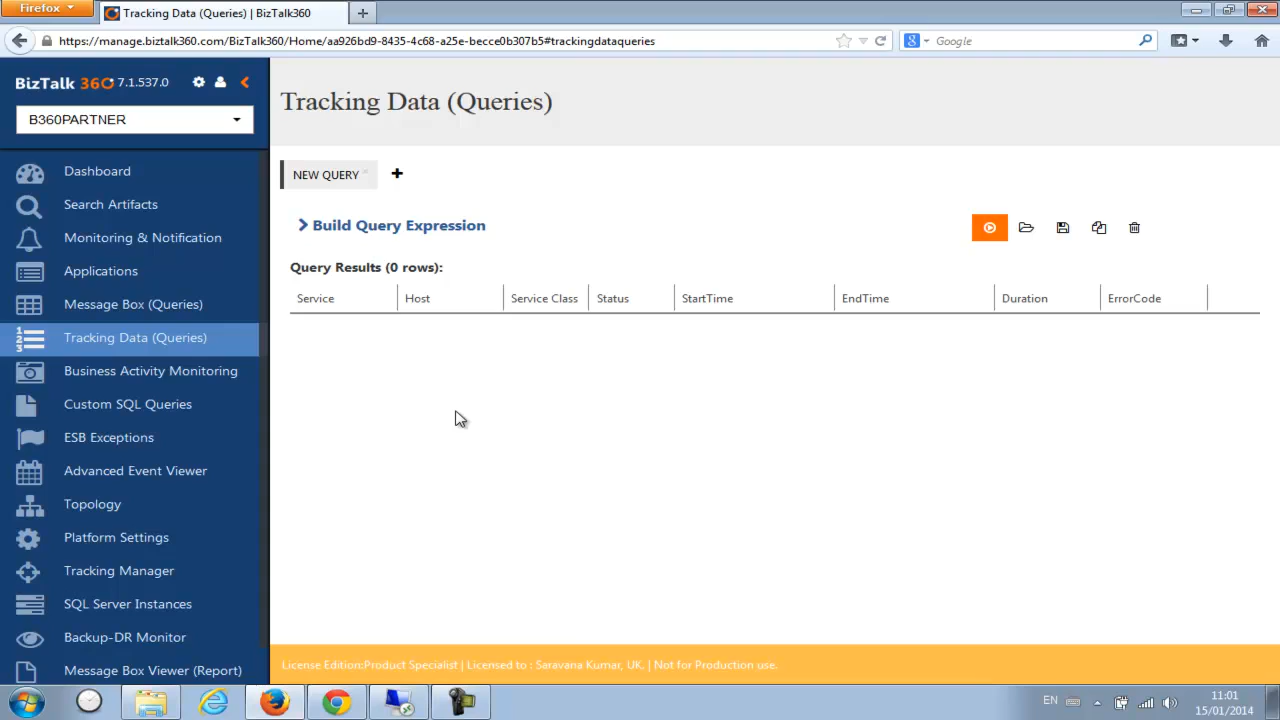 Firefox
Tracking Data (Queries) | BizTalk360
https://manage.biztalk360.com/BizTalk360/Home/aa926bd9-8435-4c68-a25e-becce0b307b5#trackingdataqueries
Google
BizTalk 360 7.1.537.0
B360PARTNER
Dashboard
Search Artifacts
Monitoring & Notification
Applications
Message Box (Queries)
Tracking Data (Queries)
Business Activity Monitoring
Custom SQL Queries
ESB Exceptions
Advanced Event Viewer
Topology
Platform Settings
Tracking Manager
SQL Server Instances
Backup-DR Monitor
Message Box Viewer (Report)
Tracking Data (Queries)
NEW QUERY
Build Query Expression
Query Results (0 rows):
Service Host Service Class Status StartTime EndTime Duration ErrorCode
License Edition:Product Specialist | Licensed to : Saravana Kumar, UK, | Not for Production use.
EN
11:01
15/01/2014